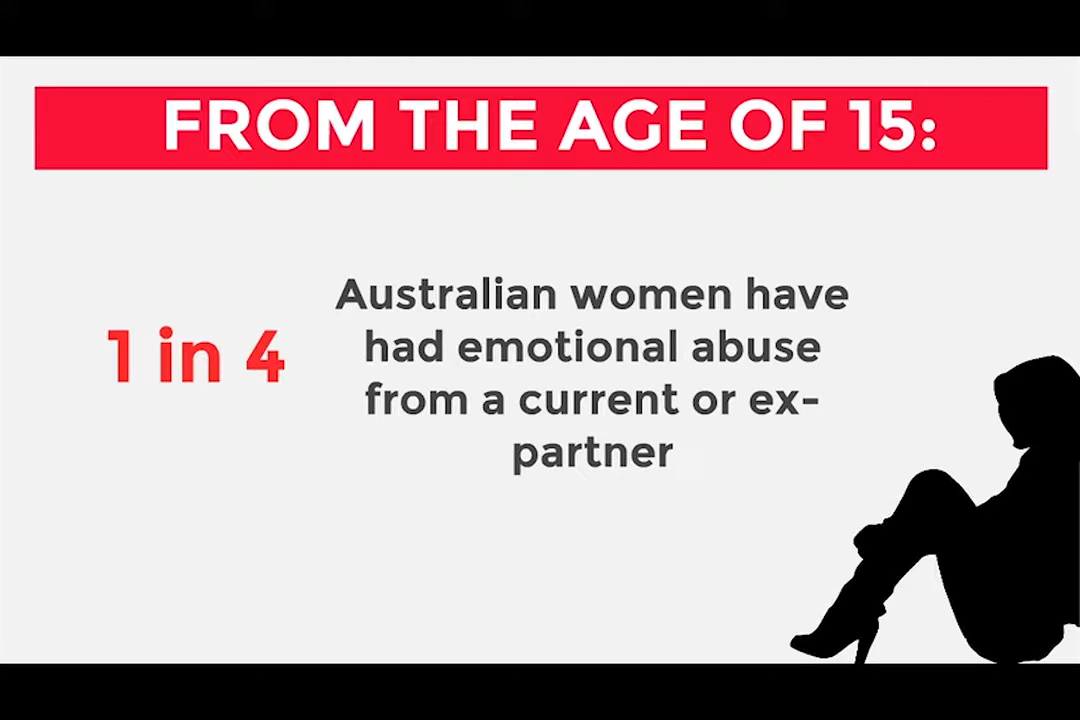 FROM THE AGE OF 15:
1 in 4
Australian women have
had emotional abuse
from a current or ex-
partner